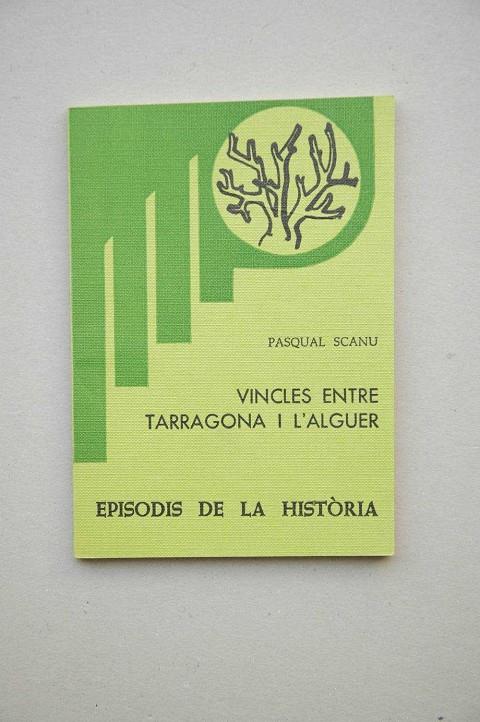 PASQUAL SCANU
VINCLES ENTRE
TARRAGONA I L'ALGUER
EPISODIS DE LA HISTÒRIA